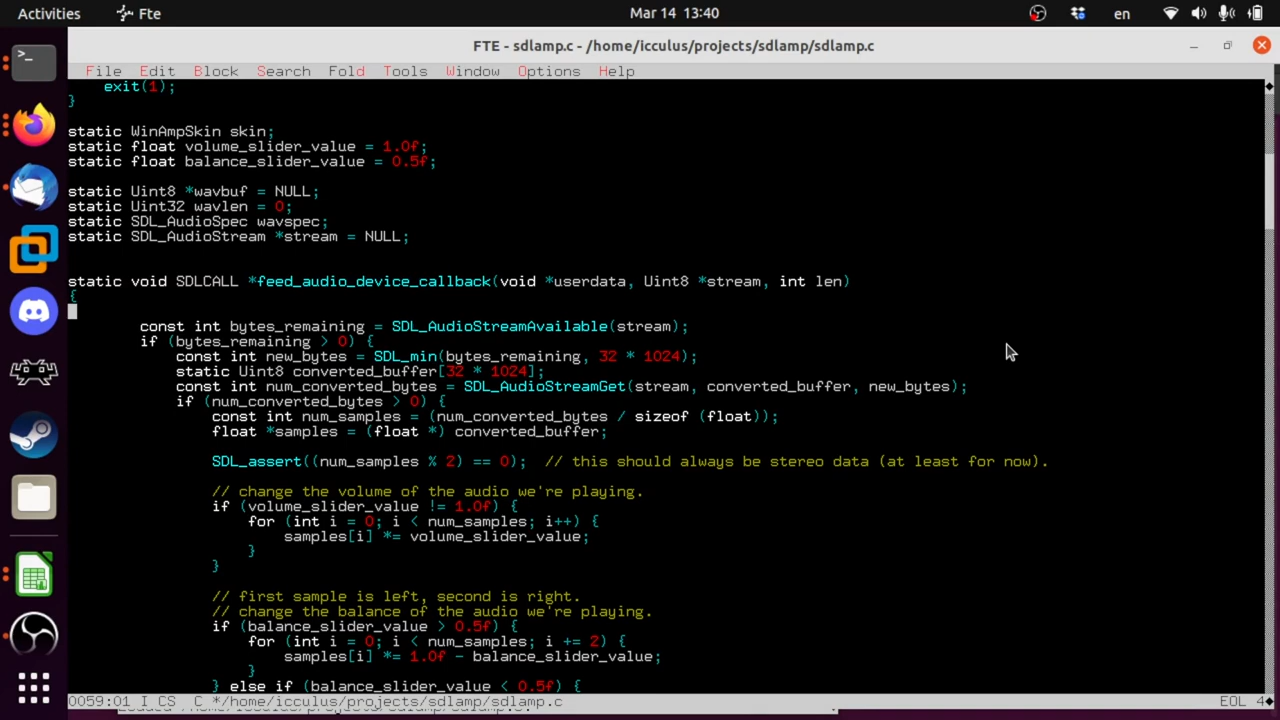 Activities Fte Mar 14 13:40 en
FTE - sdlamp.c - /home/icculus/projects/sdlamp/sdlamp.c
File Edit Block Search Fold Tools Window Options Help
exit(1);
}
static WinAmpSkin skin;
static float volume_slider_value = 1.0f;
static float balance_slider_value = 0.5f;
static Uint8 *wavbuf = NULL;
static Uint32 wavlen = 0;
static SDL_AudioSpec wavspec;
static SDL_AudioStream *stream = NULL;
static void SDLCALL *feed_audio_device_callback(void *userdata, Uint8 *stream, int len)
{
const int bytes_remaining = SDL_AudioStreamAvailable(stream);
if (bytes_remaining > 0) {
const int new_bytes = SDL_min(bytes_remaining, 32 * 1024);
static Uint8 converted_buffer[32 * 1024];
const int num_converted_bytes = SDL_AudioStreamGet(stream, converted_buffer, new_bytes);
if (num_converted_bytes > 0) {
const int num_samples = (num_converted_bytes / sizeof (float));
float *samples = (float *) converted_buffer;
SDL_assert((num_samples % 2) == 0);  // this should always be stereo data (at least for now).
// change the volume of the audio we're playing.
if (volume_slider_value != 1.0f) {
for (int i = 0; i < num_samples; i++) {
samples[i] *= volume_slider_value;
}
}
// first sample is left, second is right.
// change the balance of the audio we're playing.
if (balance_slider_value > 0.5f) {
for (int i = 0; i < num_samples; i += 2) {
samples[i] *= 1.0f - balance_slider_value;
}
} else if (balance_slider_value < 0.5f) {
0059:01 I CS  C */home/icculus/projects/sdlamp/sdlamp.c EOL 4